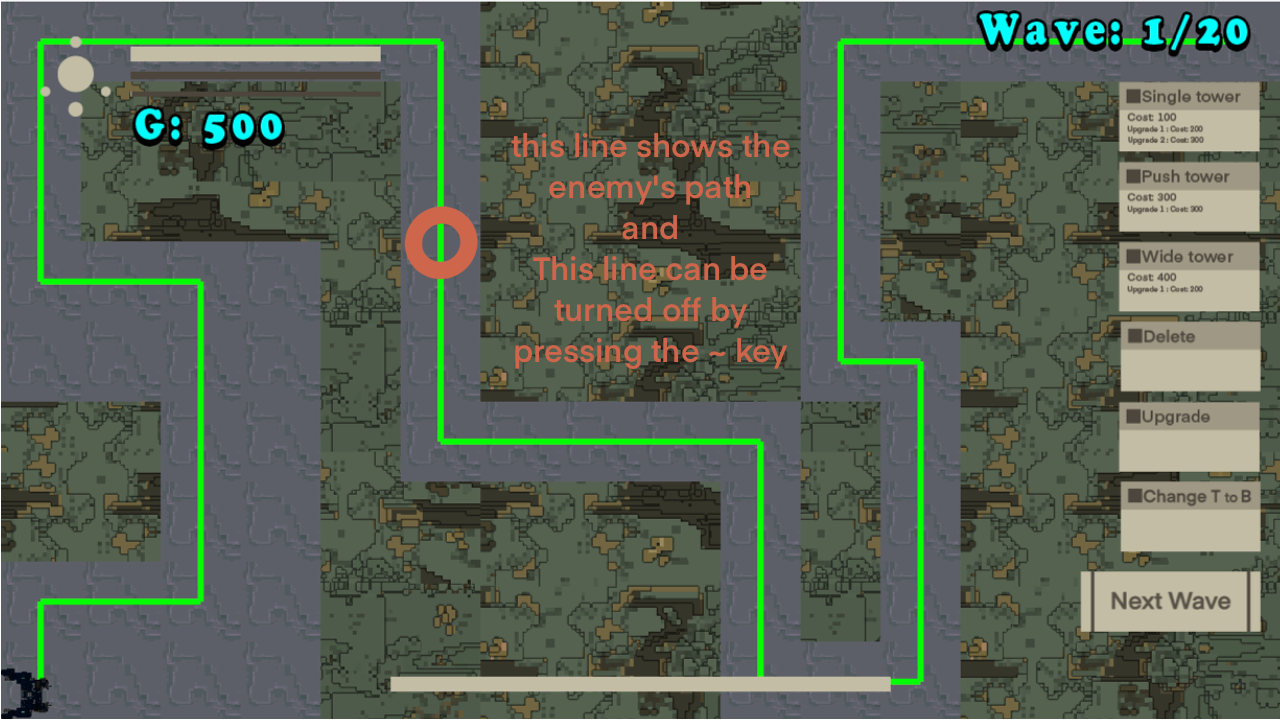 Wave: 1/20
G: 500
this line shows the
enemy's path
and
This line can be
turned off by
pressing the ~ key
Single tower
Cost: 100
Upgrade 1 : Cost: 200
Upgrade 2 : Cost: 300
Push tower
Cost: 300
Upgrade 1 : Cost: 300
Wide tower
Cost: 400
Upgrade 1 : Cost: 200
Delete
Upgrade
Change T to B
Next Wave